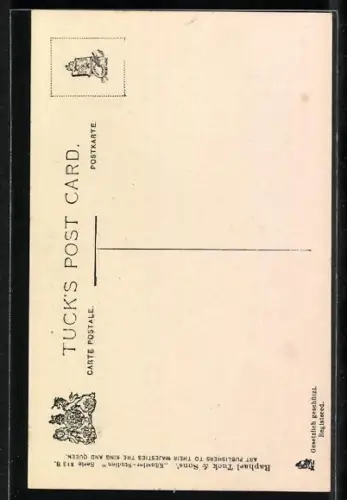 TUCK'S POST CARD.
CARTE POSTALE.
POSTKARTE.
Raphael Tuck & Sons' „Künstler-Studien" Serie 813 B.
ART PUBLISHERS TO THEIR MAJESTIES THE KING AND QUEEN.
Gesetzlich geschützt.
Registered.